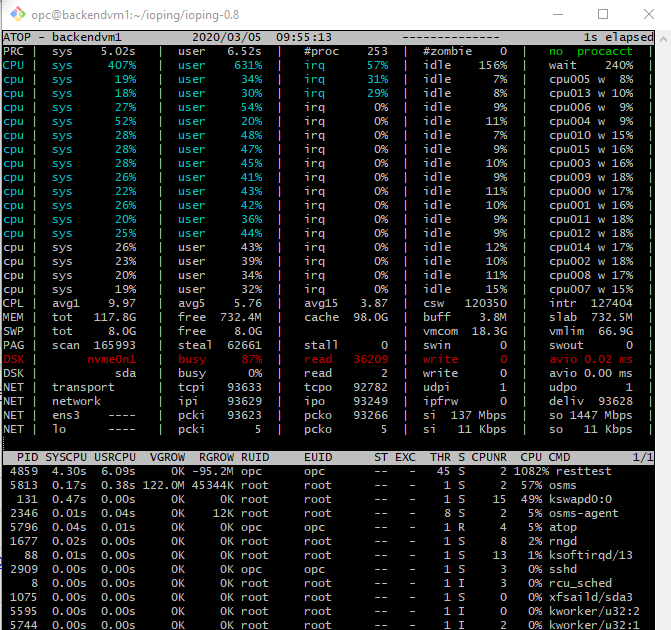 opc@backendvm1:~/ioping/ioping-0.8
ATOP - backendvm1 2020/03/05 09:55:13 -------------- 1s elapsed
PRC | sys 5.02s | user 6.52s | #proc 253 | #zombie 0 | no procacct
CPU | sys 407% | user 631% | irq 57% | idle 156% | wait 240%
cpu | sys 19% | user 34% | irq 31% | idle 7% | cpu005 w 8%
cpu | sys 18% | user 30% | irq 29% | idle 8% | cpu013 w 10%
cpu | sys 27% | user 54% | irq 0% | idle 9% | cpu006 w 9%
cpu | sys 52% | user 20% | irq 0% | idle 11% | cpu004 w 9%
cpu | sys 28% | user 48% | irq 0% | idle 7% | cpu010 w 15%
cpu | sys 28% | user 47% | irq 0% | idle 9% | cpu015 w 16%
cpu | sys 28% | user 45% | irq 0% | idle 10% | cpu003 w 16%
cpu | sys 26% | user 41% | irq 0% | idle 9% | cpu009 w 18%
cpu | sys 22% | user 43% | irq 0% | idle 11% | cpu000 w 17%
cpu | sys 26% | user 42% | irq 0% | idle 10% | cpu001 w 16%
cpu | sys 20% | user 36% | irq 0% | idle 9% | cpu011 w 18%
cpu | sys 25% | user 44% | irq 0% | idle 9% | cpu012 w 18%
cpu | sys 26% | user 43% | irq 0% | idle 12% | cpu014 w 17%
cpu | sys 23% | user 39% | irq 0% | idle 10% | cpu002 w 18%
cpu | sys 20% | user 34% | irq 0% | idle 11% | cpu008 w 17%
cpu | sys 19% | user 32% | irq 0% | idle 15% | cpu007 w 15%
CPL | avg1 9.97 | avg5 5.76 | avg15 3.87 | csw 120350 | intr 127404
MEM | tot 117.8G | free 732.4M | cache 98.0G | buff 3.8M | slab 732.5M
SWP | tot 8.0G | free 8.0G | | vmcom 18.3G | vmlim 66.9G
PAG | scan 165993 | steal 62661 | stall 0 | swin 0 | swout 0
DSK | nvme0n1 | busy 87% | read 36209 | write 0 | avio 0.02 ms
DSK | sda | busy 0% | read 2 | write 0 | avio 0.00 ms
NET | transport | tcpi 93633 | tcpo 92782 | udpi 1 | udpo 1
NET | network | ipi 93629 | ipo 93249 | ipfrw 0 | deliv 93628
NET | ens3 ---- | pcki 93623 | pcko 93266 | si 137 Mbps | so 1447 Mbps
NET | lo ---- | pcki 5 | pcko 5 | si 11 Kbps | so 11 Kbps
PID SYSCPU USRCPU VGROW RGROW RUID EUID ST EXC THR S CPUNR CPU CMD 1/1
4859 4.30s 6.09s 0K -95.2M opc opc -- - 45 S 2 1082% resttest
5813 0.17s 0.38s 122.0M 45344K root root -- - 1 S 2 57% osms
131 0.47s 0.00s 0K 0K root root -- - 1 S 15 49% kswapd0:0
2346 0.01s 0.04s 0K 12K root root -- - 8 S 2 5% osms-agent
5796 0.04s 0.01s 0K 0K opc opc -- - 1 R 4 5% atop
1677 0.02s 0.00s 0K 0K root root -- - 1 S 8 2% rngd
88 0.01s 0.00s 0K 0K root root -- - 1 S 13 1% ksoftirqd/13
2909 0.00s 0.00s 0K 0K opc opc -- - 1 S 3 0% sshd
8 0.00s 0.00s 0K 0K root root -- - 1 I 3 0% rcu_sched
1075 0.00s 0.00s 0K 0K root root -- - 1 S 0 0% xfsaild/sda3
5595 0.00s 0.00s 0K 0K root root -- - 1 I 0 0% kworker/u32:2
5744 0.00s 0.00s 0K 0K root root -- - 1 I 2 0% kworker/u32:1